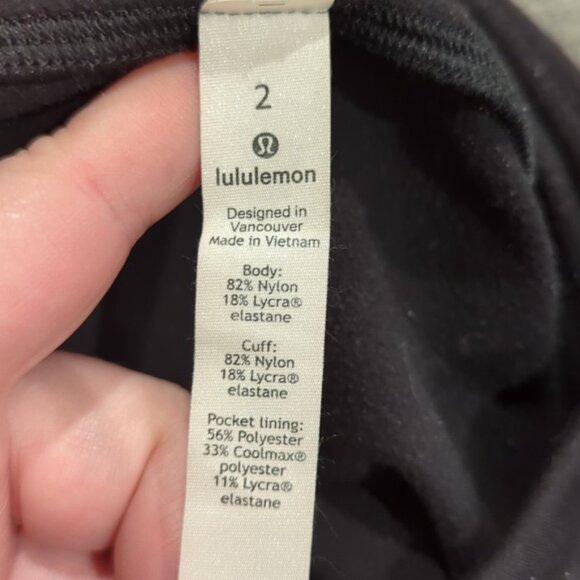 2
lululemon
Designed in
Vancouver
Made in Vietnam
Body:
82% Nylon
18% Lycra®
elastane
Cuff:
82% Nylon
18% Lycra®
elastane
Pocket lining:
56% Polyester
33% Coolmax®
polyester
11% Lycra®
elastane